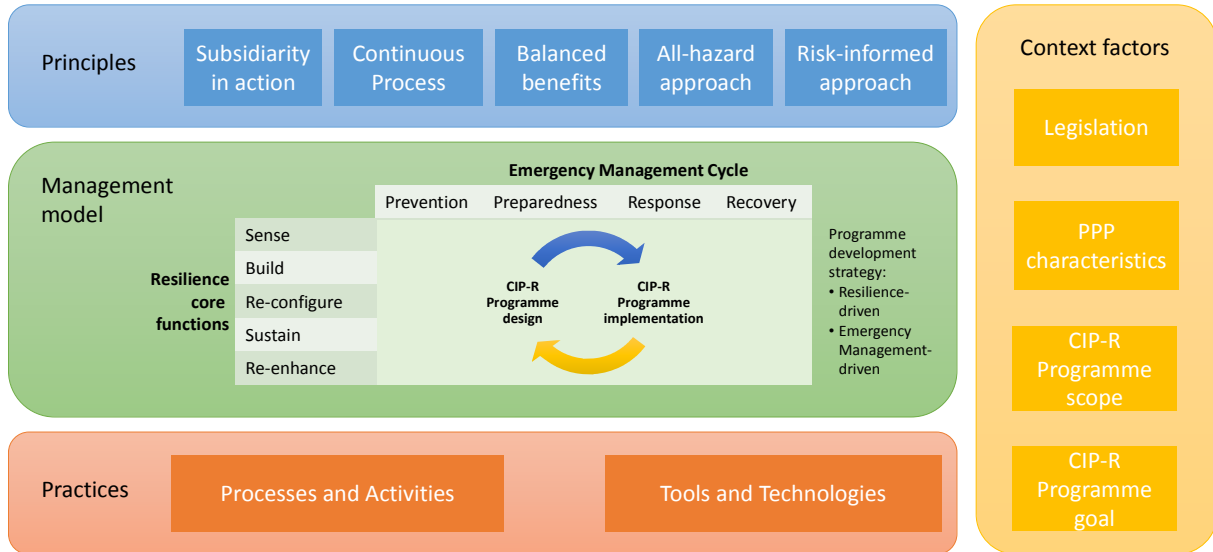 Principles
Subsidiarity
in action
Continuous
Process
Balanced
benefits
All-hazard
approach
Risk-informed
approach
Management
model
Emergency Management Cycle
Prevention
Preparedness
Response
Recovery
Resilience
core
functions
Sense
Build
Re-configure
Sustain
Re-enhance
CIP-R
Programme
design
CIP-R
Programme
implementation
Programme
development
strategy:
• Resilience-
driven
• Emergency
Management-
driven
Practices
Processes and Activities
Tools and Technologies
Context factors
Legislation
PPP
characteristics
CIP-R
Programme
scope
CIP-R
Programme
goal